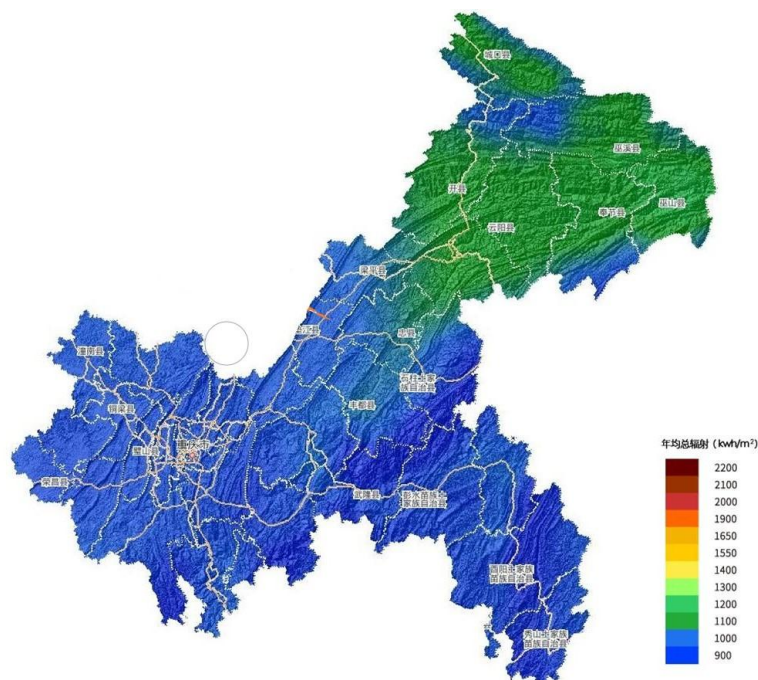 城口县
巫溪县
开县
巫山县
奉节县
云阳县
梁平县
垫江县
忠县
潼南县
石柱土家
族自治县
丰都县
铜梁县
重庆市
璧山县
荣昌县
武隆县
彭水苗族土
家族自治县
酉阳土家族
苗族自治县
秀山土家族
苗族自治县
年均总辐射（kwh/m²）
2200
2100
2000
1900
1650
1550
1400
1300
1200
1100
1000
900